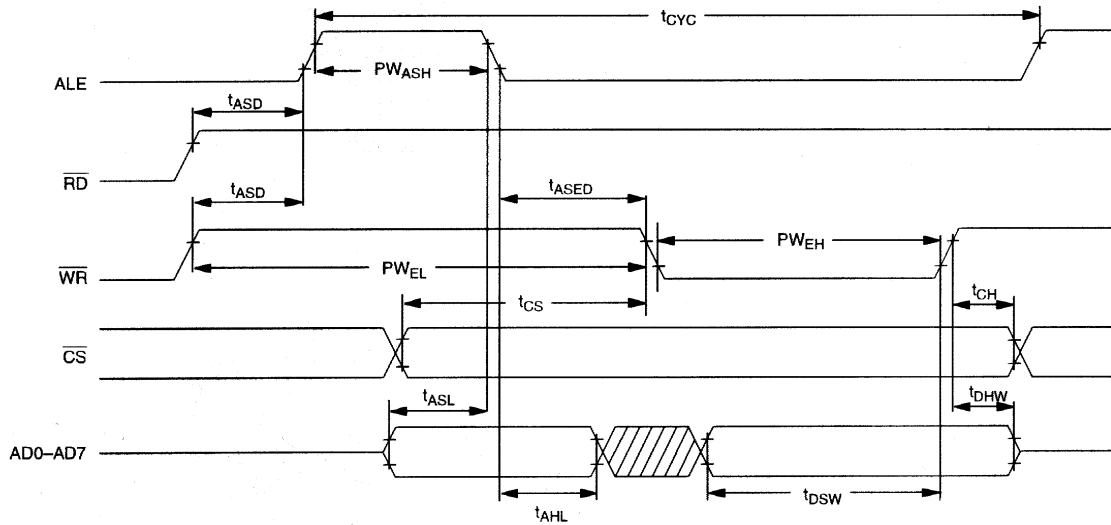 tCYC
ALE
PWASH
tASD
RD
tASD
tASED
WR
PWEL
PWEH
tCS
tCH
CS
tASL
tDHW
AD0–AD7
tAHL
tDSW